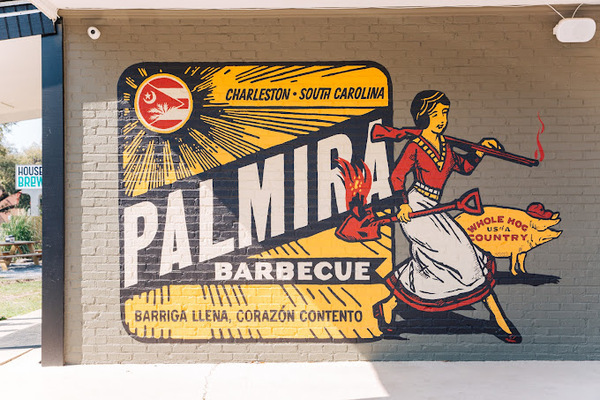 CHARLESTON • SOUTH CAROLINA
PALMIRA
BARBECUE
BARRIGA LLENA, CORAZÓN CONTENTO
WHOLE HOG
USA
COUNTRY
HOUSE
BREW